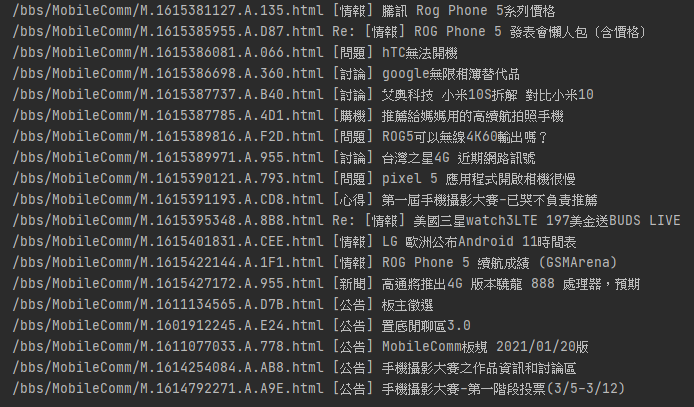 /bbs/MobileComm/M.1615381127.A.135.html [情報] 騰訊 Rog Phone 5系列價格
/bbs/MobileComm/M.1615385955.A.D87.html Re: [情報] ROG Phone 5 發表會懶人包〔含價格〕
/bbs/MobileComm/M.1615386081.A.066.html [問題] hTC無法開機
/bbs/MobileComm/M.1615386698.A.360.html [討論] google無限相簿替代品
/bbs/MobileComm/M.1615387737.A.B40.html [討論] 艾奧科技 小米10S拆解 對比小米10
/bbs/MobileComm/M.1615387785.A.4D1.html [購機] 推薦給媽媽用的高續航拍照手機
/bbs/MobileComm/M.1615389816.A.F2D.html [問題] ROG5可以無線4K60輸出嗎？
/bbs/MobileComm/M.1615389971.A.955.html [討論] 台灣之星4G 近期網路訊號
/bbs/MobileComm/M.1615390121.A.793.html [問題] pixel 5 應用程式開啟相機很慢
/bbs/MobileComm/M.1615391193.A.CD8.html [心得] 第一屆手機攝影大賽-已哭不負責推薦
/bbs/MobileComm/M.1615395348.A.8B8.html Re: [情報] 美國三星watch3LTE 197美金送BUDS LIVE
/bbs/MobileComm/M.1615401831.A.CEE.html [情報] LG 歐洲公布Android 11時間表
/bbs/MobileComm/M.1615422144.A.1F1.html [情報] ROG Phone 5 續航成績 (GSMArena)
/bbs/MobileComm/M.1615427172.A.955.html [新聞] 高通將推出4G 版本驍龍 888 處理器，預期
/bbs/MobileComm/M.1611134565.A.D7B.html [公告] 板主徵選
/bbs/MobileComm/M.1601912245.A.E24.html [公告] 置底閒聊區3.0
/bbs/MobileComm/M.1611077033.A.778.html [公告] MobileComm板規 2021/01/20版
/bbs/MobileComm/M.1614254084.A.AB8.html [公告] 手機攝影大賽之作品資訊和討論區
/bbs/MobileComm/M.1614792271.A.A9E.html [公告] 手機攝影大賽-第一階段投票(3/5-3/12)